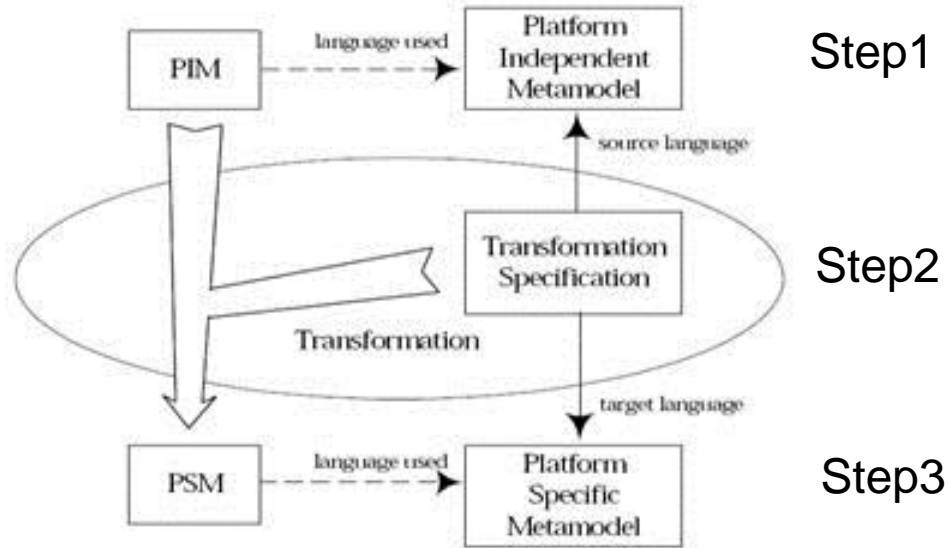 PIM
language used
Platform
Independent
Metamodel
Step1
source language
Transformation
Specification
Step2
Transformation
target language
PSM
language used
Platform
Specific
Metamodel
Step3